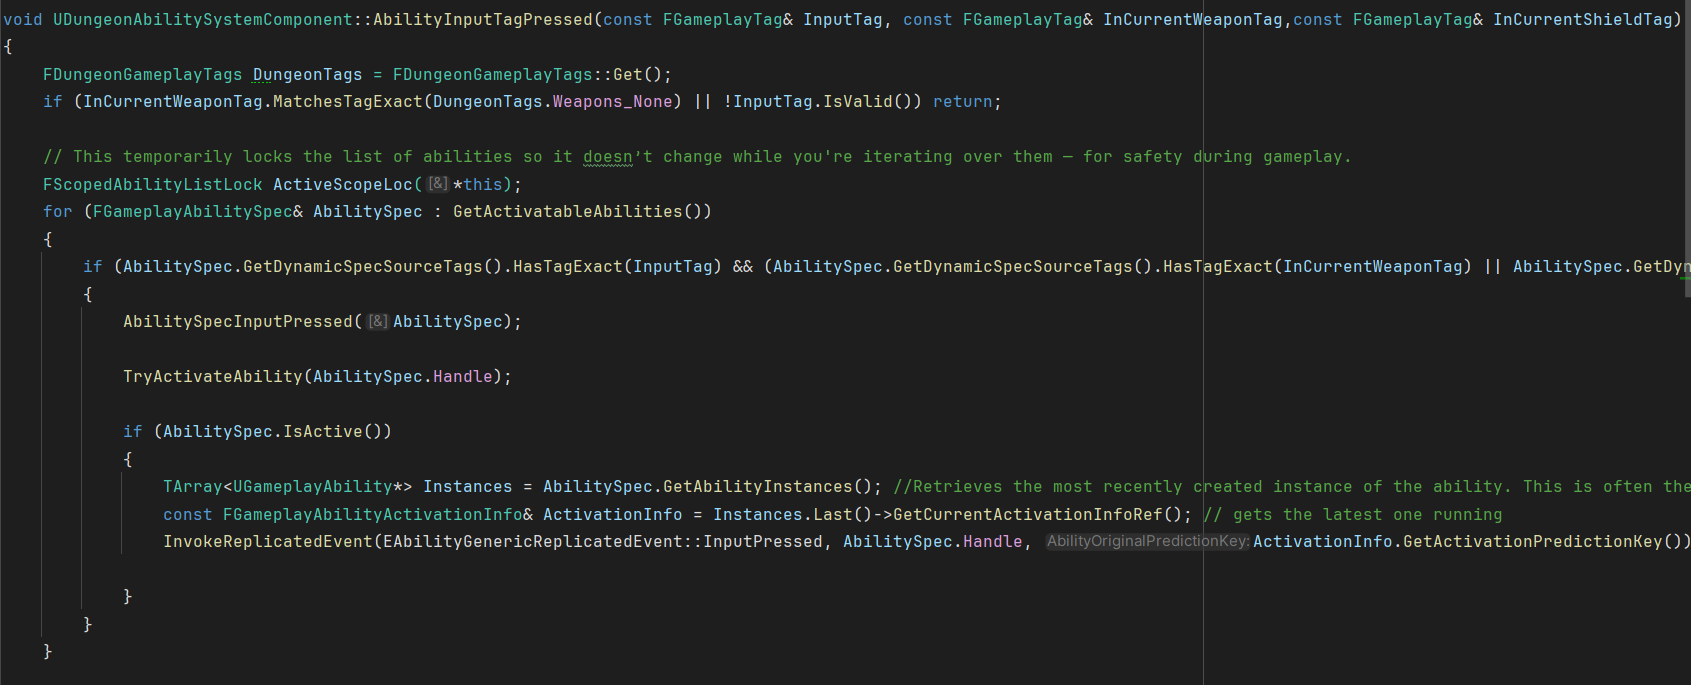 void UDungeonAbilitySystemComponent::AbilityInputTagPressed(const FGameplayTag& InputTag, const FGameplayTag& InCurrentWeaponTag,const FGameplayTag& InCurrentShieldTag)
{
FDungeonGameplayTags DungeonTags = FDungeonGameplayTags::Get();
if (InCurrentWeaponTag.MatchesTagExact(DungeonTags.Weapons_None) || !InputTag.IsValid()) return;
// This temporarily locks the list of abilities so it doesn’t change while you're iterating over them — for safety during gameplay.
FScopedAbilityListLock ActiveScopeLoc([&]*this);
for (FGameplayAbilitySpec& AbilitySpec : GetActivatableAbilities())
{
if (AbilitySpec.GetDynamicSpecSourceTags().HasTagExact(InputTag) && (AbilitySpec.GetDynamicSpecSourceTags().HasTagExact(InCurrentWeaponTag) || AbilitySpec.GetDyn
{
AbilitySpecInputPressed([&]AbilitySpec);
TryActivateAbility(AbilitySpec.Handle);
if (AbilitySpec.IsActive())
{
TArray<UGameplayAbility*> Instances = AbilitySpec.GetAbilityInstances(); //Retrieves the most recently created instance of the ability. This is often the
const FGameplayAbilityActivationInfo& ActivationInfo = Instances.Last()->GetCurrentActivationInfoRef(); // gets the latest one running
InvokeReplicatedEvent(EAbilityGenericReplicatedEvent::InputPressed, AbilitySpec.Handle, AbilityOriginalPredictionKey: ActivationInfo.GetActivationPredictionKey())
}
}
}